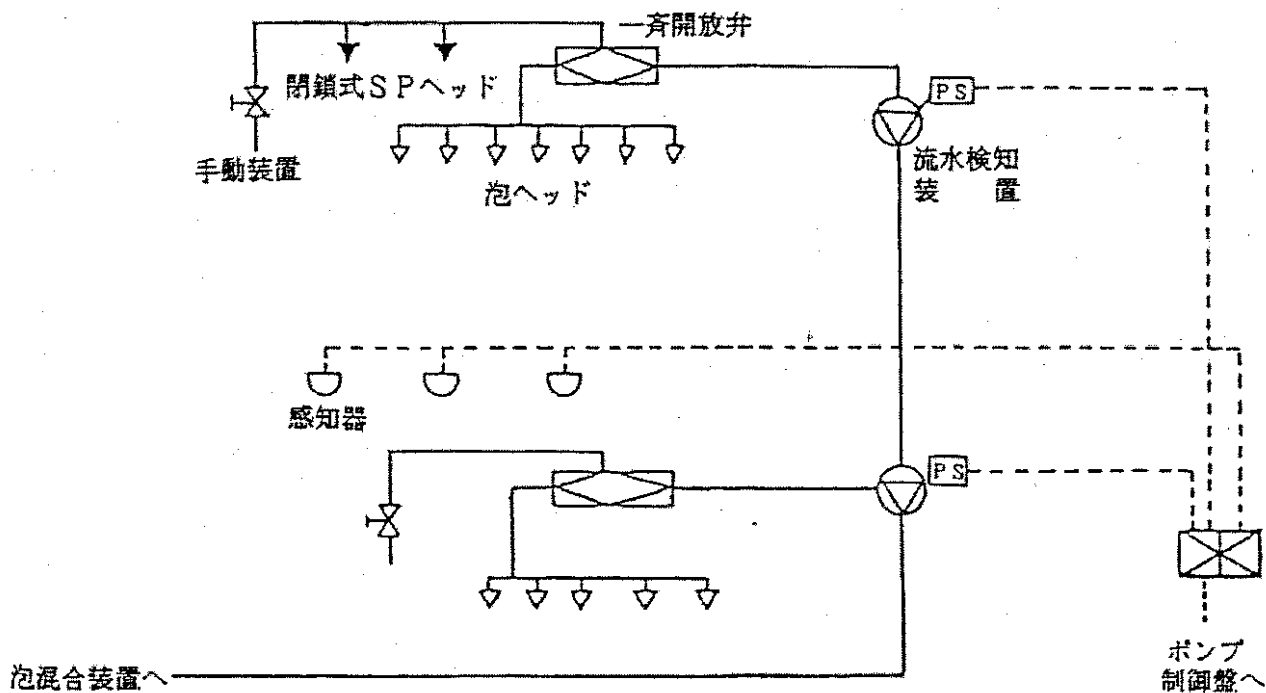 一斉開放弁
閉鎖式SPヘッド
PS
手動装置
流水検知
装置
泡ヘッド
感知器
PS
ポンプ
制御盤へ
泡混合装置へ